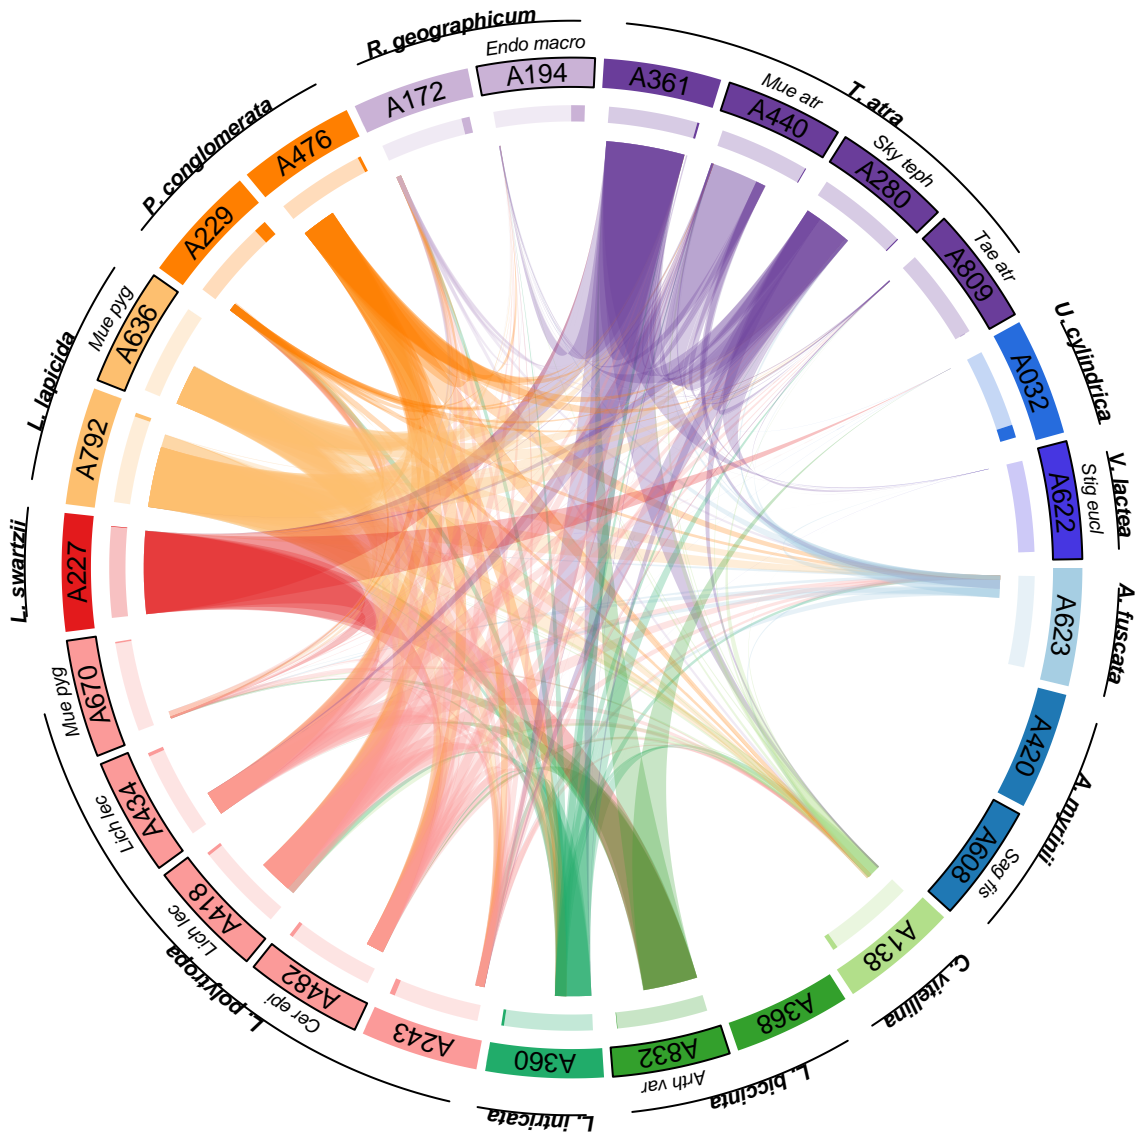 R. geographicum
Endo macro
A172
A194
T. atra
A361
Mue atr
A440
Sky teph
A280
Tae atr
A809
U. cylindrica
A032
V. lactea
Stig eucl
A622
A. fuscata
A623
A. myrinii
A420
Sag fis
A608
C. vitellina
A138
L. biccinta
A368
Arth var
A832
L. intricata
A360
L. polytropa
A243
Cer epi
A482
Lich lec
A418
Lich lec
A434
Mue pyg
A670
L. swartzii
A227
L. lapicida
A792
Mue pyg
A636
P. conglomerata
A229
A476